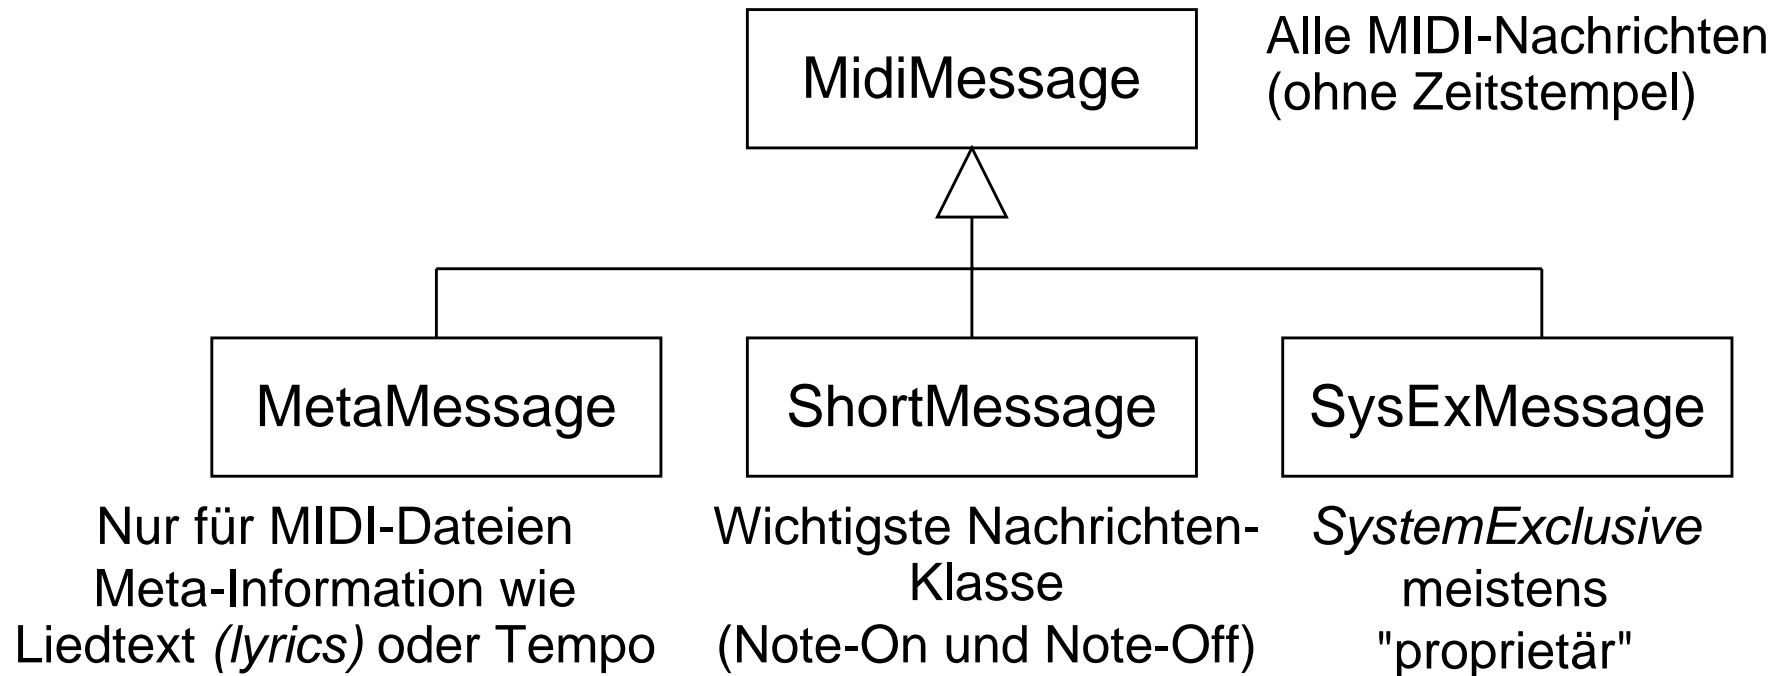 MidiMessage
Alle MIDI-Nachrichten
(ohne Zeitstempel)
MetaMessage
ShortMessage
SysExMessage
Nur für MIDI-Dateien
Meta-Information wie
Liedtext (lyrics) oder Tempo
Wichtigste Nachrichten-
Klasse
(Note-On und Note-Off)
SystemExclusive
meistens
"proprietär"